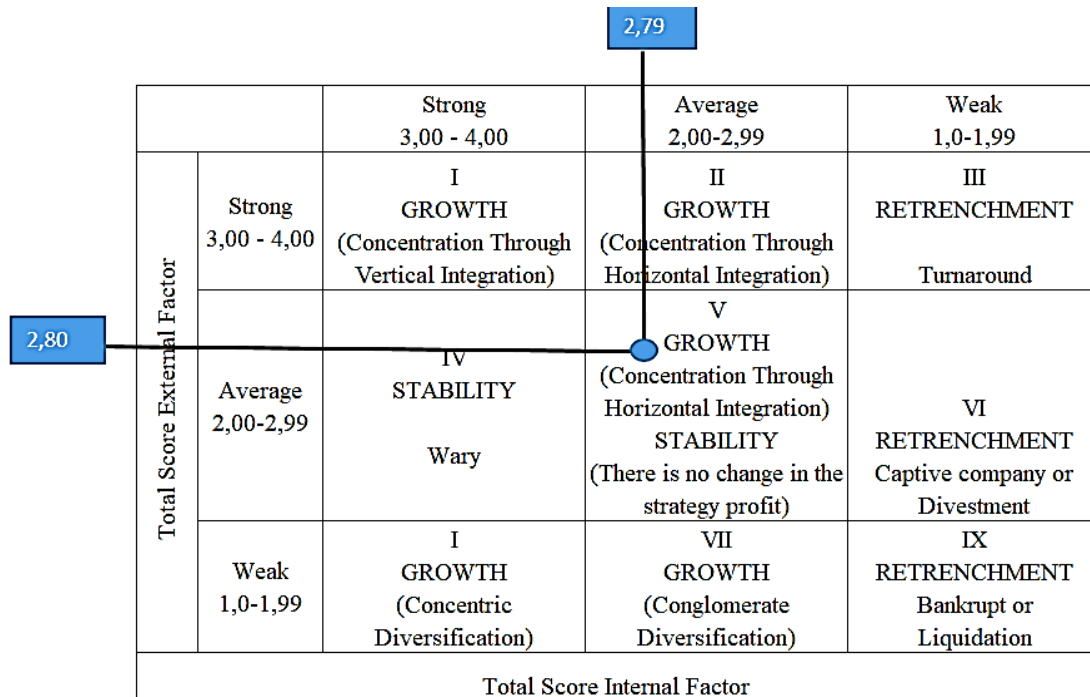 2,79
Strong
3,00 - 4,00
Average
2,00-2,99
Weak
1,0-1,99
Total Score External Factor
Strong
3,00 - 4,00
I
GROWTH
(Concentration Through
Vertical Integration)
II
GROWTH
(Concentration Through
Horizontal Integration)
III
RETRENCHMENT
Turnaround
2,80
Average
2,00-2,99
IV
STABILITY
Wary
V
GROWTH
(Concentration Through
Horizontal Integration)
STABILITY
(There is no change in the
strategy profit)
VI
RETRENCHMENT
Captive company or
Divestment
Weak
1,0-1,99
I
GROWTH
(Concentric
Diversification)
VII
GROWTH
(Conglomerate
Diversification)
IX
RETRENCHMENT
Bankrupt or
Liquidation
Total Score Internal Factor